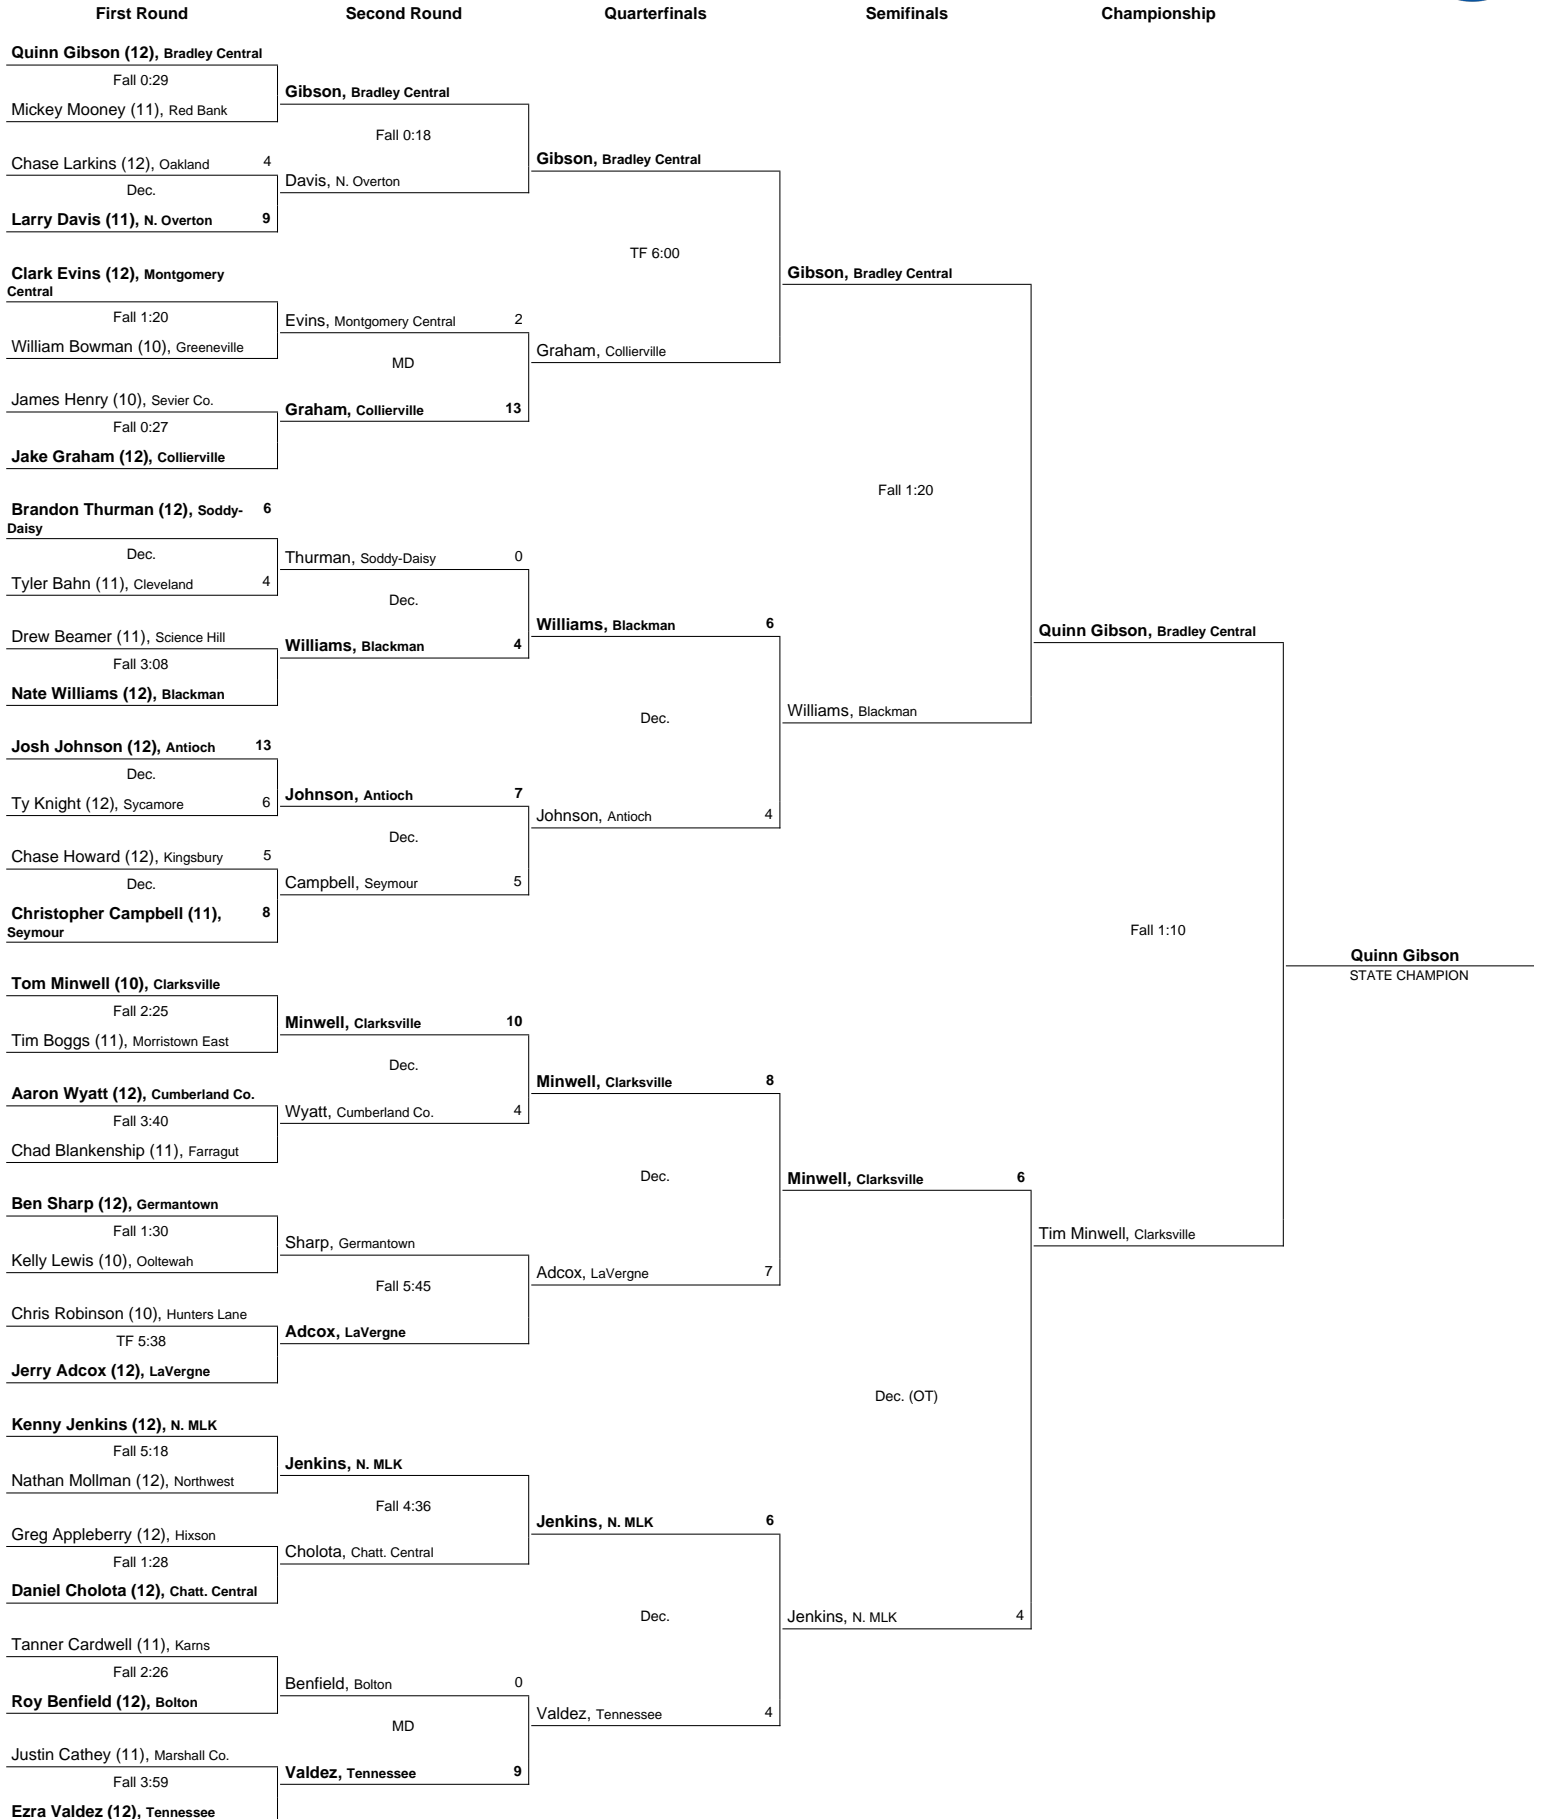 First Round
Second Round
Quarterfinals
Semifinals
Championship
Quinn Gibson (12), Bradley Central
Fall 0:29
Mickey Mooney (11), Red Bank
Chase Larkins (12), Oakland 4
Dec.
Larry Davis (11), N. Overton 9
Clark Evins (12), Montgomery
Central
Fall 1:20
William Bowman (10), Greeneville
James Henry (10), Sevier Co.
Fall 0:27
Jake Graham (12), Collierville
Brandon Thurman (12), Soddy- 6
Daisy
Dec.
Tyler Bahn (11), Cleveland 4
Drew Beamer (11), Science Hill
Fall 3:08
Nate Williams (12), Blackman
Josh Johnson (12), Antioch 13
Dec.
Ty Knight (12), Sycamore 6
Chase Howard (12), Kingsbury 5
Dec.
Christopher Campbell (11), 8
Seymour
Tom Minwell (10), Clarksville
Fall 2:25
Tim Boggs (11), Morristown East
Aaron Wyatt (12), Cumberland Co.
Fall 3:40
Chad Blankenship (11), Farragut
Ben Sharp (12), Germantown
Fall 1:30
Kelly Lewis (10), Ooltewah
Chris Robinson (10), Hunters Lane
TF 5:38
Jerry Adcox (12), LaVergne
Kenny Jenkins (12), N. MLK
Fall 5:18
Nathan Mollman (12), Northwest
Greg Appleberry (12), Hixson
Fall 1:28
Daniel Cholota (12), Chatt. Central
Tanner Cardwell (11), Karns
Fall 2:26
Roy Benfield (12), Bolton
Justin Cathey (11), Marshall Co.
Fall 3:59
Ezra Valdez (12), Tennessee
Gibson, Bradley Central
Fall 0:18
Davis, N. Overton
Evins, Montgomery Central 2
MD
Graham, Collierville 13
Thurman, Soddy-Daisy 0
Dec.
Williams, Blackman 4
Johnson, Antioch 7
Dec.
Campbell, Seymour 5
Minwell, Clarksville 10
Dec.
Wyatt, Cumberland Co. 4
Sharp, Germantown
Fall 5:45
Adcox, LaVergne
Jenkins, N. MLK
Fall 4:36
Cholota, Chatt. Central
Benfield, Bolton 0
MD
Valdez, Tennessee 9
Gibson, Bradley Central
TF 6:00
Graham, Collierville
Williams, Blackman 6
Dec.
Johnson, Antioch 4
Minwell, Clarksville 8
Dec.
Adcox, LaVergne 7
Jenkins, N. MLK 6
Dec.
Valdez, Tennessee 4
Gibson, Bradley Central
Fall 1:20
Williams, Blackman
Minwell, Clarksville 6
Dec. (OT)
Jenkins, N. MLK 4
Quinn Gibson, Bradley Central
Fall 1:10
Tim Minwell, Clarksville
Quinn Gibson
STATE CHAMPION